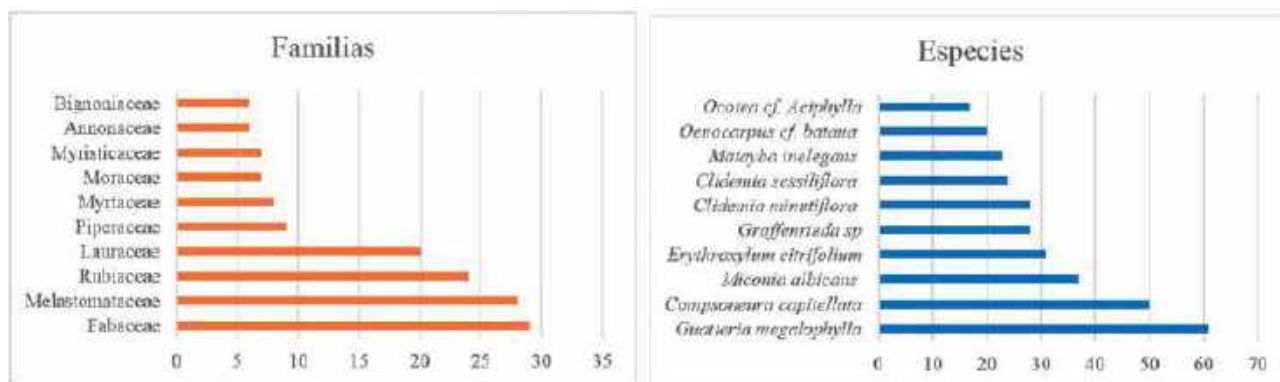 Familias
Bignoniaceae
Annonaceae
Myristicaceae
Moraceae
Myrtaceae
Piperaceae
Lauraceae
Rubiaceae
Melastomataceae
Fabaceae
0 5 10 15 20 25 30 35
Especies
Ocotea cf. Aciphylla
Oenocarpus cf. bataua
Matayba inelegans
Clidemia sessiliflora
Clidemia minutiflora
Graffenrieda sp
Erythroxylum citrifolium
Miconia albicans
Compsoneura capitellata
Guatteria megalophylla
0 10 20 30 40 50 60 70